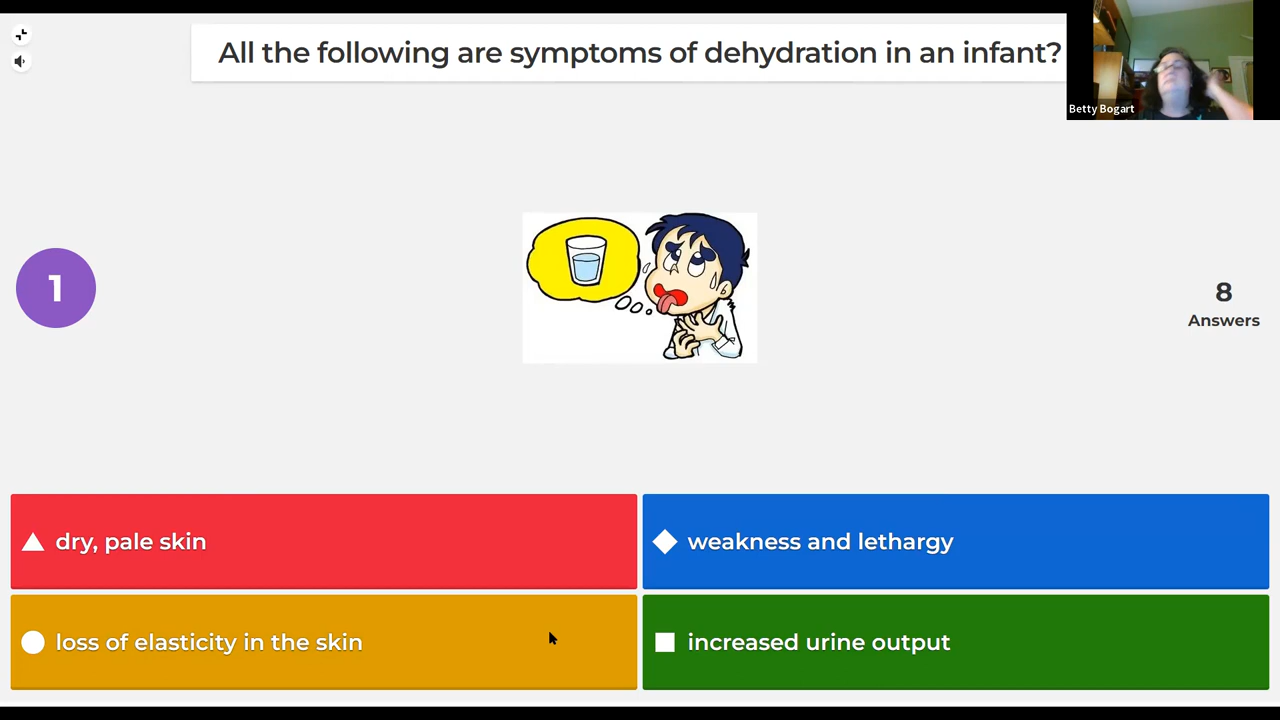 All the following are symptoms of dehydration in an infant?
Betty Bogart
1
8
Answers
dry, pale skin
weakness and lethargy
loss of elasticity in the skin
increased urine output